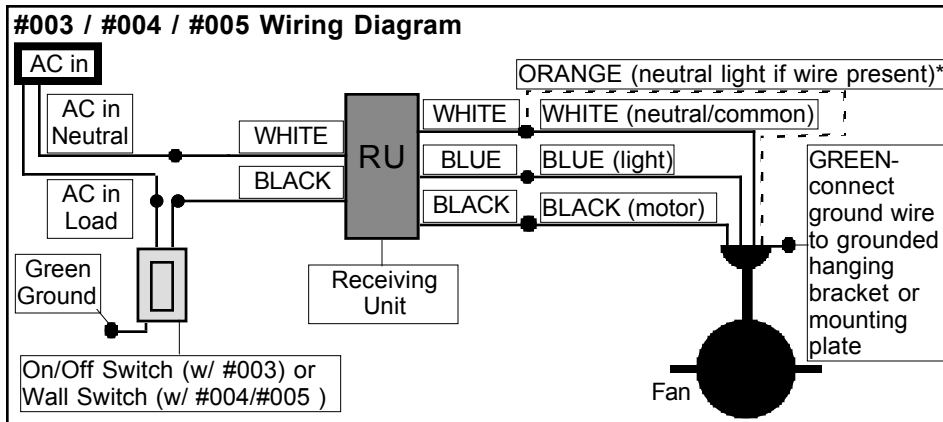 #003 / #004 / #005 Wiring Diagram
AC in
ORANGE (neutral light if wire present)*
AC in
Neutral
WHITE
WHITE
WHITE (neutral/common)
RU
BLUE
BLUE (light)
GREEN-
connect
ground wire
to grounded
hanging
bracket or
mounting
plate
BLACK
AC in
Load
BLACK
BLACK (motor)
Green
Ground
Receiving
Unit
On/Off Switch (w/ #003) or
Wall Switch (w/ #004/#005 )
Fan